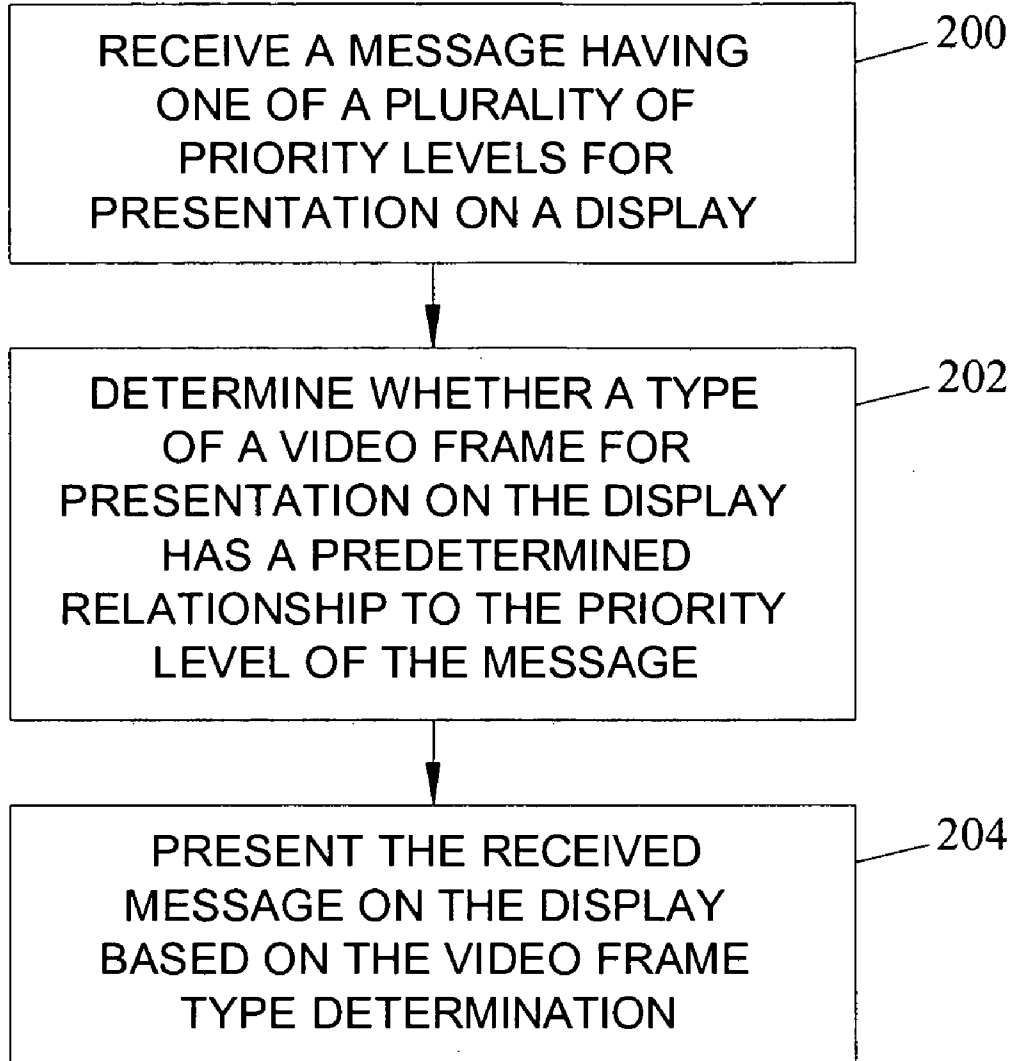 RECEIVE A MESSAGE HAVING
ONE OF A PLURALITY OF
PRIORITY LEVELS FOR
PRESENTATION ON A DISPLAY
200
DETERMINE WHETHER A TYPE
OF A VIDEO FRAME FOR
PRESENTATION ON THE DISPLAY
HAS A PREDETERMINED
RELATIONSHIP TO THE PRIORITY
LEVEL OF THE MESSAGE
202
PRESENT THE RECEIVED
MESSAGE ON THE DISPLAY
BASED ON THE VIDEO FRAME
TYPE DETERMINATION
204